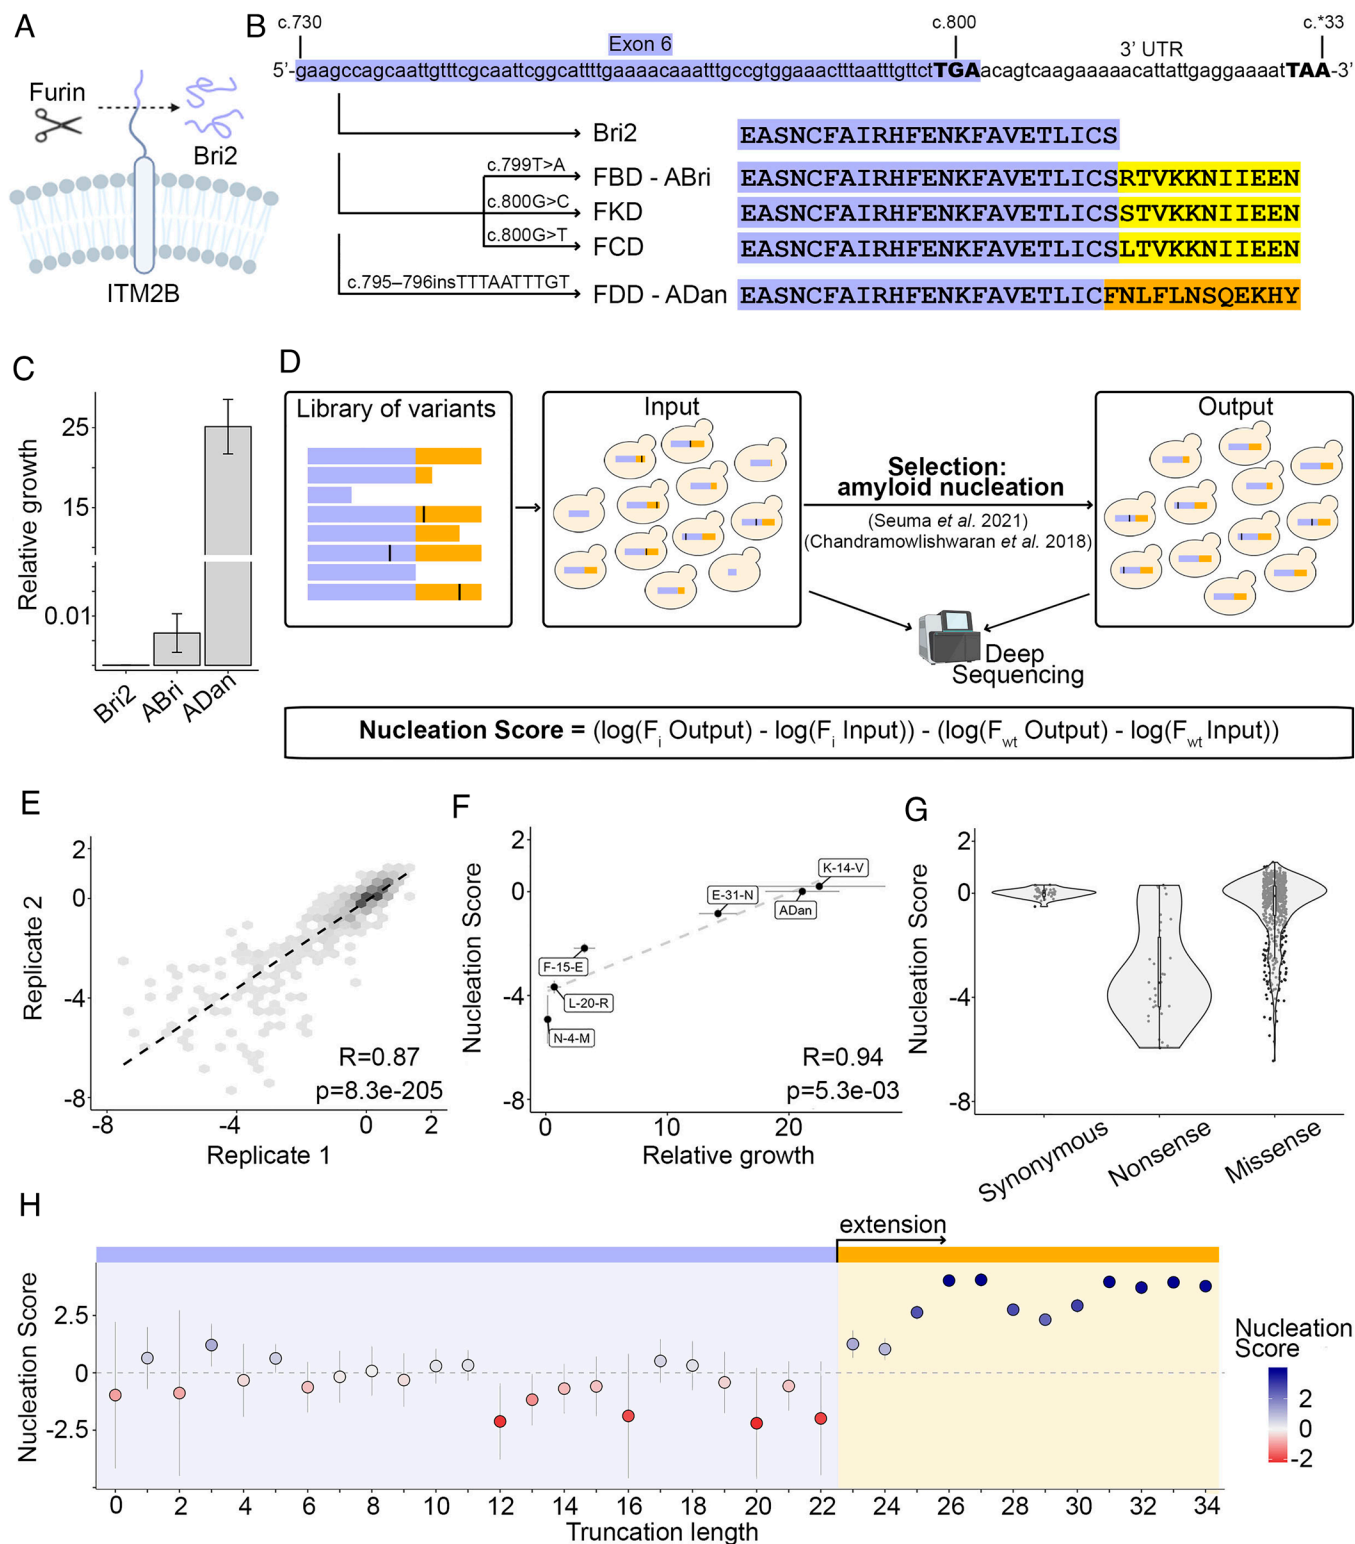 A
Furin
Bri2
ITM2B
B
c.730
c.800
c.*33
Exon 6
3’ UTR
5’-gaagccagcaattgtttcgcaattcggcattttgaaaacaaatttgccgtggaaactttaatttgttctTGAacagtcaagaaaaacattattgaggaaaatTAA-3’
Bri2
EASNCFAIRHFENKFAVETLICS
c.799T>A
FBD - ABri
EASNCFAIRHFENKFAVETLICSRTVKKNIIEEN
c.800G>C
FKD
EASNCFAIRHFENKFAVETLICSSTVKKNIIEEN
c.800G>T
FCD
EASNCFAIRHFENKFAVETLICSLTVKKNIIEEN
c.795–796insTTTAATTTGT
FDD - ADan
EASNCFAIRHFENKFAVETLICFNLFLNSQEKHY
C
Relative growth
25
15
0.01
Bri2
ABri
ADan
D
Library of variants
Input
Selection:
amyloid nucleation
(Seuma et al. 2021)
(Chandramowlishwaran et al. 2018)
Output
Deep
Sequencing
Nucleation Score = (log(Fi Output) - log(Fi Input)) - (log(Fwt Output) - log(Fwt Input))
E
Replicate 2
2
0
-4
-8
R=0.87
p=8.3e-205
-8
-4
0
2
Replicate 1
F
Nucleation Score
2
0
-4
-8
K-14-V
E-31-N
ADan
F-15-E
L-20-R
N-4-M
R=0.94
p=5.3e-03
0
10
20
Relative growth
G
Nucleation Score
2
0
-4
-8
Synonymous
Nonsense
Missense
H
extension
Nucleation Score
2.5
0
-2.5
0 2 4 6 8 10 12 14 16 18 20 22 24 26 28 30 32 34
Truncation length
Nucleation
Score
2
0
-2